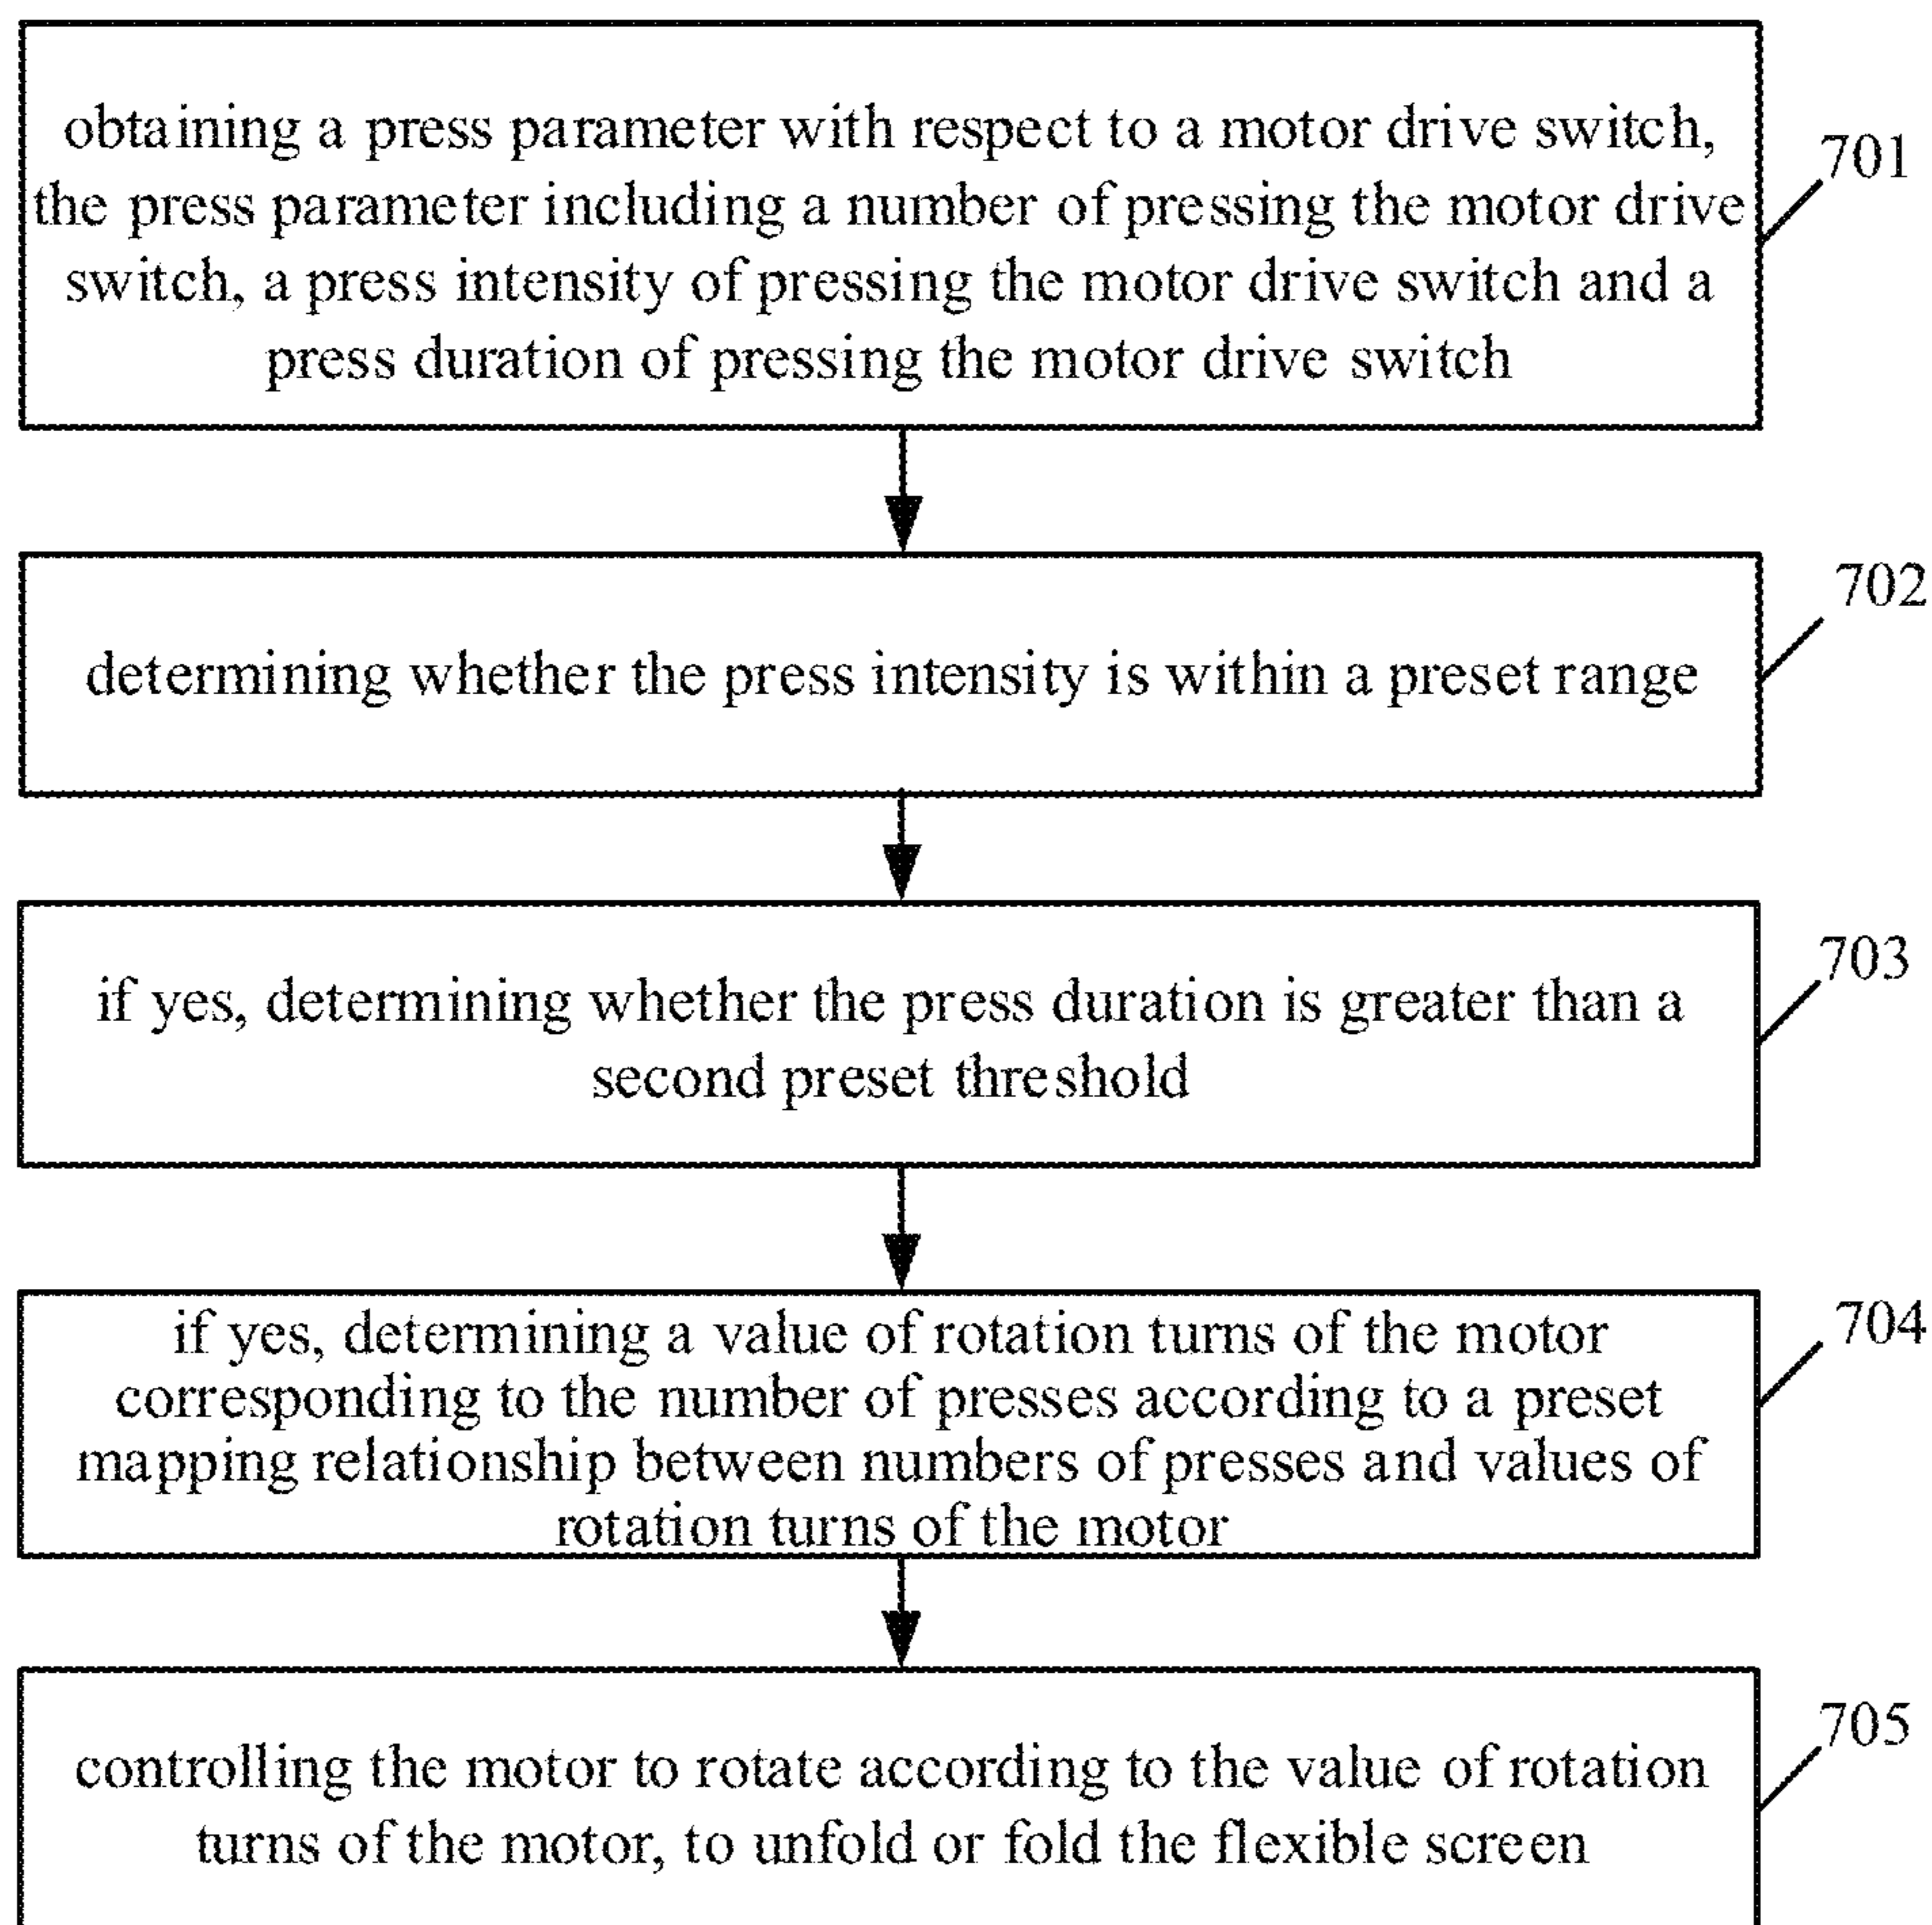 obtaining a press parameter with respect to a motor drive switch,
the press parameter including a number of pressing the motor drive
switch, a press intensity of pressing the motor drive switch and a
press duration of pressing the motor drive switch
701
determining whether the press intensity is within a preset range
702
if yes, determining whether the press duration is greater than a
second preset threshold
703
if yes, determining a value of rotation turns of the motor
corresponding to the number of presses according to a preset
mapping relationship between numbers of presses and values of
rotation turns of the motor
704
controlling the motor to rotate according to the value of rotation
turns of the motor, to unfold or fold the flexible screen
705